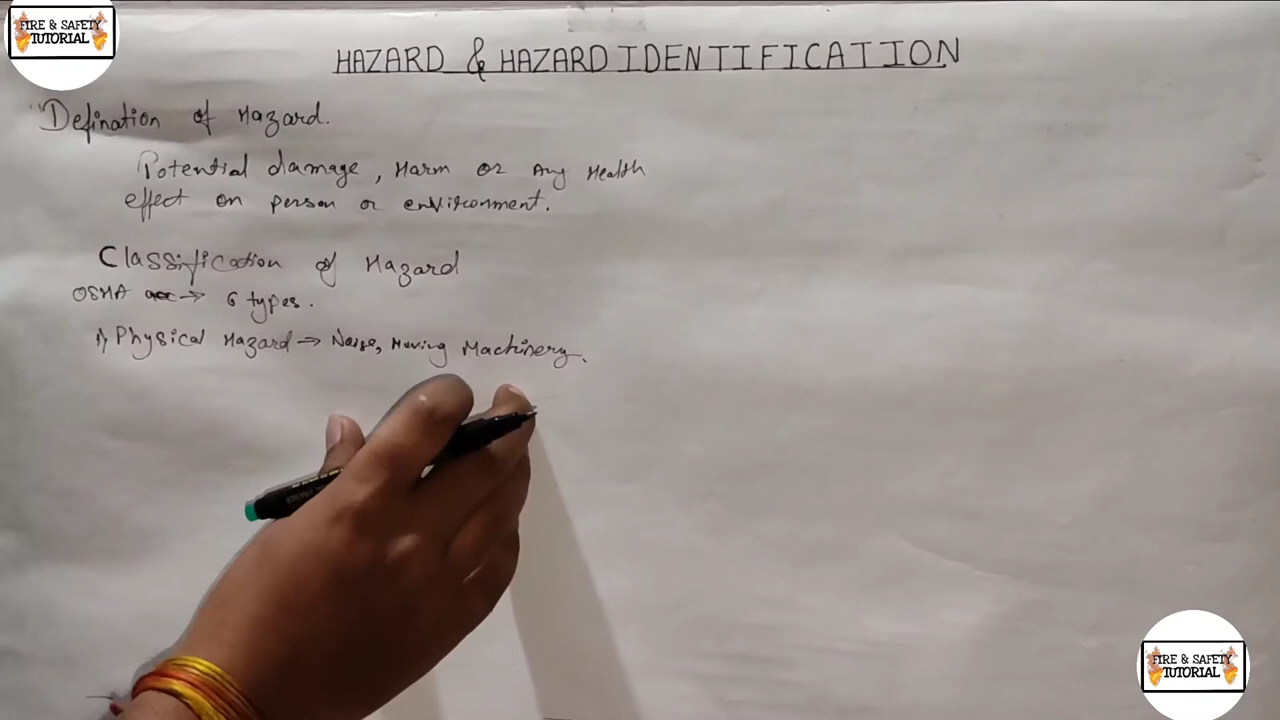 FIRE & SAFETY
TUTORIAL
HAZARD & HAZARD IDENTIFICATION
"Defination of Hazard.
Potential damage, Harm or Any Health
effect on person or environment.
Classification of Hazard
OSHA → 6 types.
1) Physical Hazard → Noise, Moving Machinery.
FIRE & SAFETY
TUTORIAL